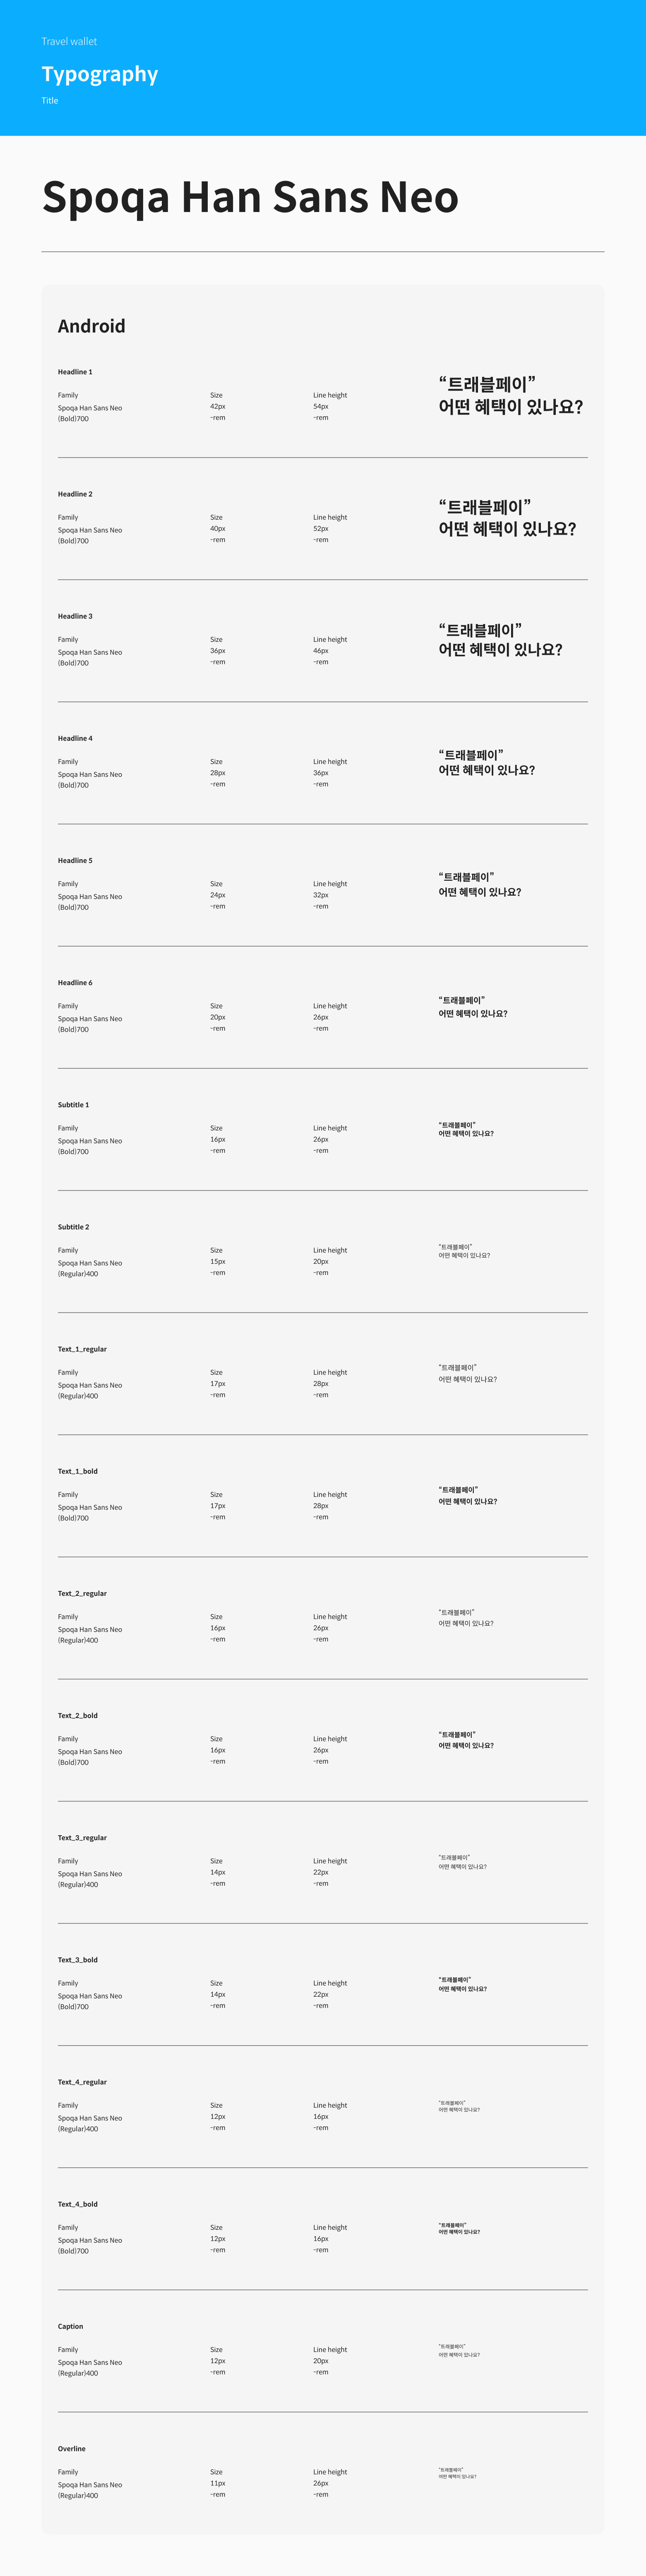 Travel wallet
Typography
Title
Spoqa Han Sans Neo
Android
Headline 1
Family
Spoqa Han Sans Neo
(Bold)700
Size
42px
-rem
Line height
54px
-rem
“트래블페이”
어떤 혜택이 있나요?
Headline 2
Family
Spoqa Han Sans Neo
(Bold)700
Size
40px
-rem
Line height
52px
-rem
“트래블페이”
어떤 혜택이 있나요?
Headline 3
Family
Spoqa Han Sans Neo
(Bold)700
Size
36px
-rem
Line height
46px
-rem
“트래블페이”
어떤 혜택이 있나요?
Headline 4
Family
Spoqa Han Sans Neo
(Bold)700
Size
28px
-rem
Line height
36px
-rem
“트래블페이”
어떤 혜택이 있나요?
Headline 5
Family
Spoqa Han Sans Neo
(Bold)700
Size
24px
-rem
Line height
32px
-rem
“트래블페이”
어떤 혜택이 있나요?
Headline 6
Family
Spoqa Han Sans Neo
(Bold)700
Size
20px
-rem
Line height
26px
-rem
“트래블페이”
어떤 혜택이 있나요?
Subtitle 1
Family
Spoqa Han Sans Neo
(Bold)700
Size
16px
-rem
Line height
26px
-rem
“트래블페이”
어떤 혜택이 있나요?
Subtitle 2
Family
Spoqa Han Sans Neo
(Regular)400
Size
15px
-rem
Line height
20px
-rem
“트래블페이”
어떤 혜택이 있나요?
Text_1_regular
Family
Spoqa Han Sans Neo
(Regular)400
Size
17px
-rem
Line height
28px
-rem
“트래블페이”
어떤 혜택이 있나요?
Text_1_bold
Family
Spoqa Han Sans Neo
(Bold)700
Size
17px
-rem
Line height
28px
-rem
“트래블페이”
어떤 혜택이 있나요?
Text_2_regular
Family
Spoqa Han Sans Neo
(Regular)400
Size
16px
-rem
Line height
26px
-rem
“트래블페이”
어떤 혜택이 있나요?
Text_2_bold
Family
Spoqa Han Sans Neo
(Bold)700
Size
16px
-rem
Line height
26px
-rem
“트래블페이”
어떤 혜택이 있나요?
Text_3_regular
Family
Spoqa Han Sans Neo
(Regular)400
Size
14px
-rem
Line height
22px
-rem
“트래블페이”
어떤 혜택이 있나요?
Text_3_bold
Family
Spoqa Han Sans Neo
(Bold)700
Size
14px
-rem
Line height
22px
-rem
“트래블페이”
어떤 혜택이 있나요?
Text_4_regular
Family
Spoqa Han Sans Neo
(Regular)400
Size
12px
-rem
Line height
16px
-rem
“트래블페이”
어떤 혜택이 있나요?
Text_4_bold
Family
Spoqa Han Sans Neo
(Bold)700
Size
12px
-rem
Line height
16px
-rem
“트래블페이”
어떤 혜택이 있나요?
Caption
Family
Spoqa Han Sans Neo
(Regular)400
Size
12px
-rem
Line height
20px
-rem
“트래블페이”
어떤 혜택이 있나요?
Overline
Family
Spoqa Han Sans Neo
(Regular)400
Size
11px
-rem
Line height
26px
-rem
“트래블페이”
어떤 혜택이 있나요?